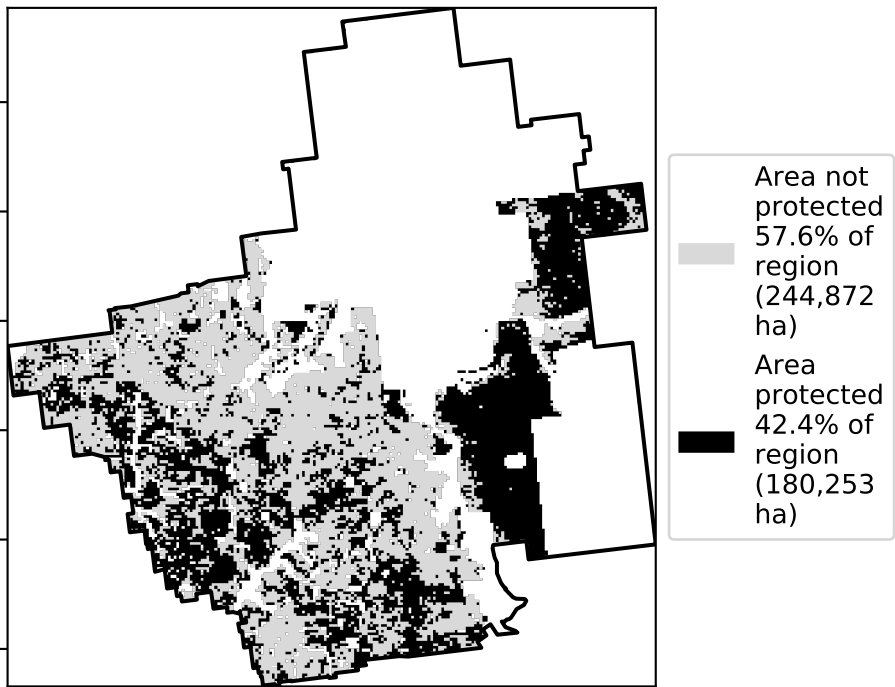 Area not
protected
57.6% of
region
(244,872
ha)
Area
protected
42.4% of
region
(180,253
ha)